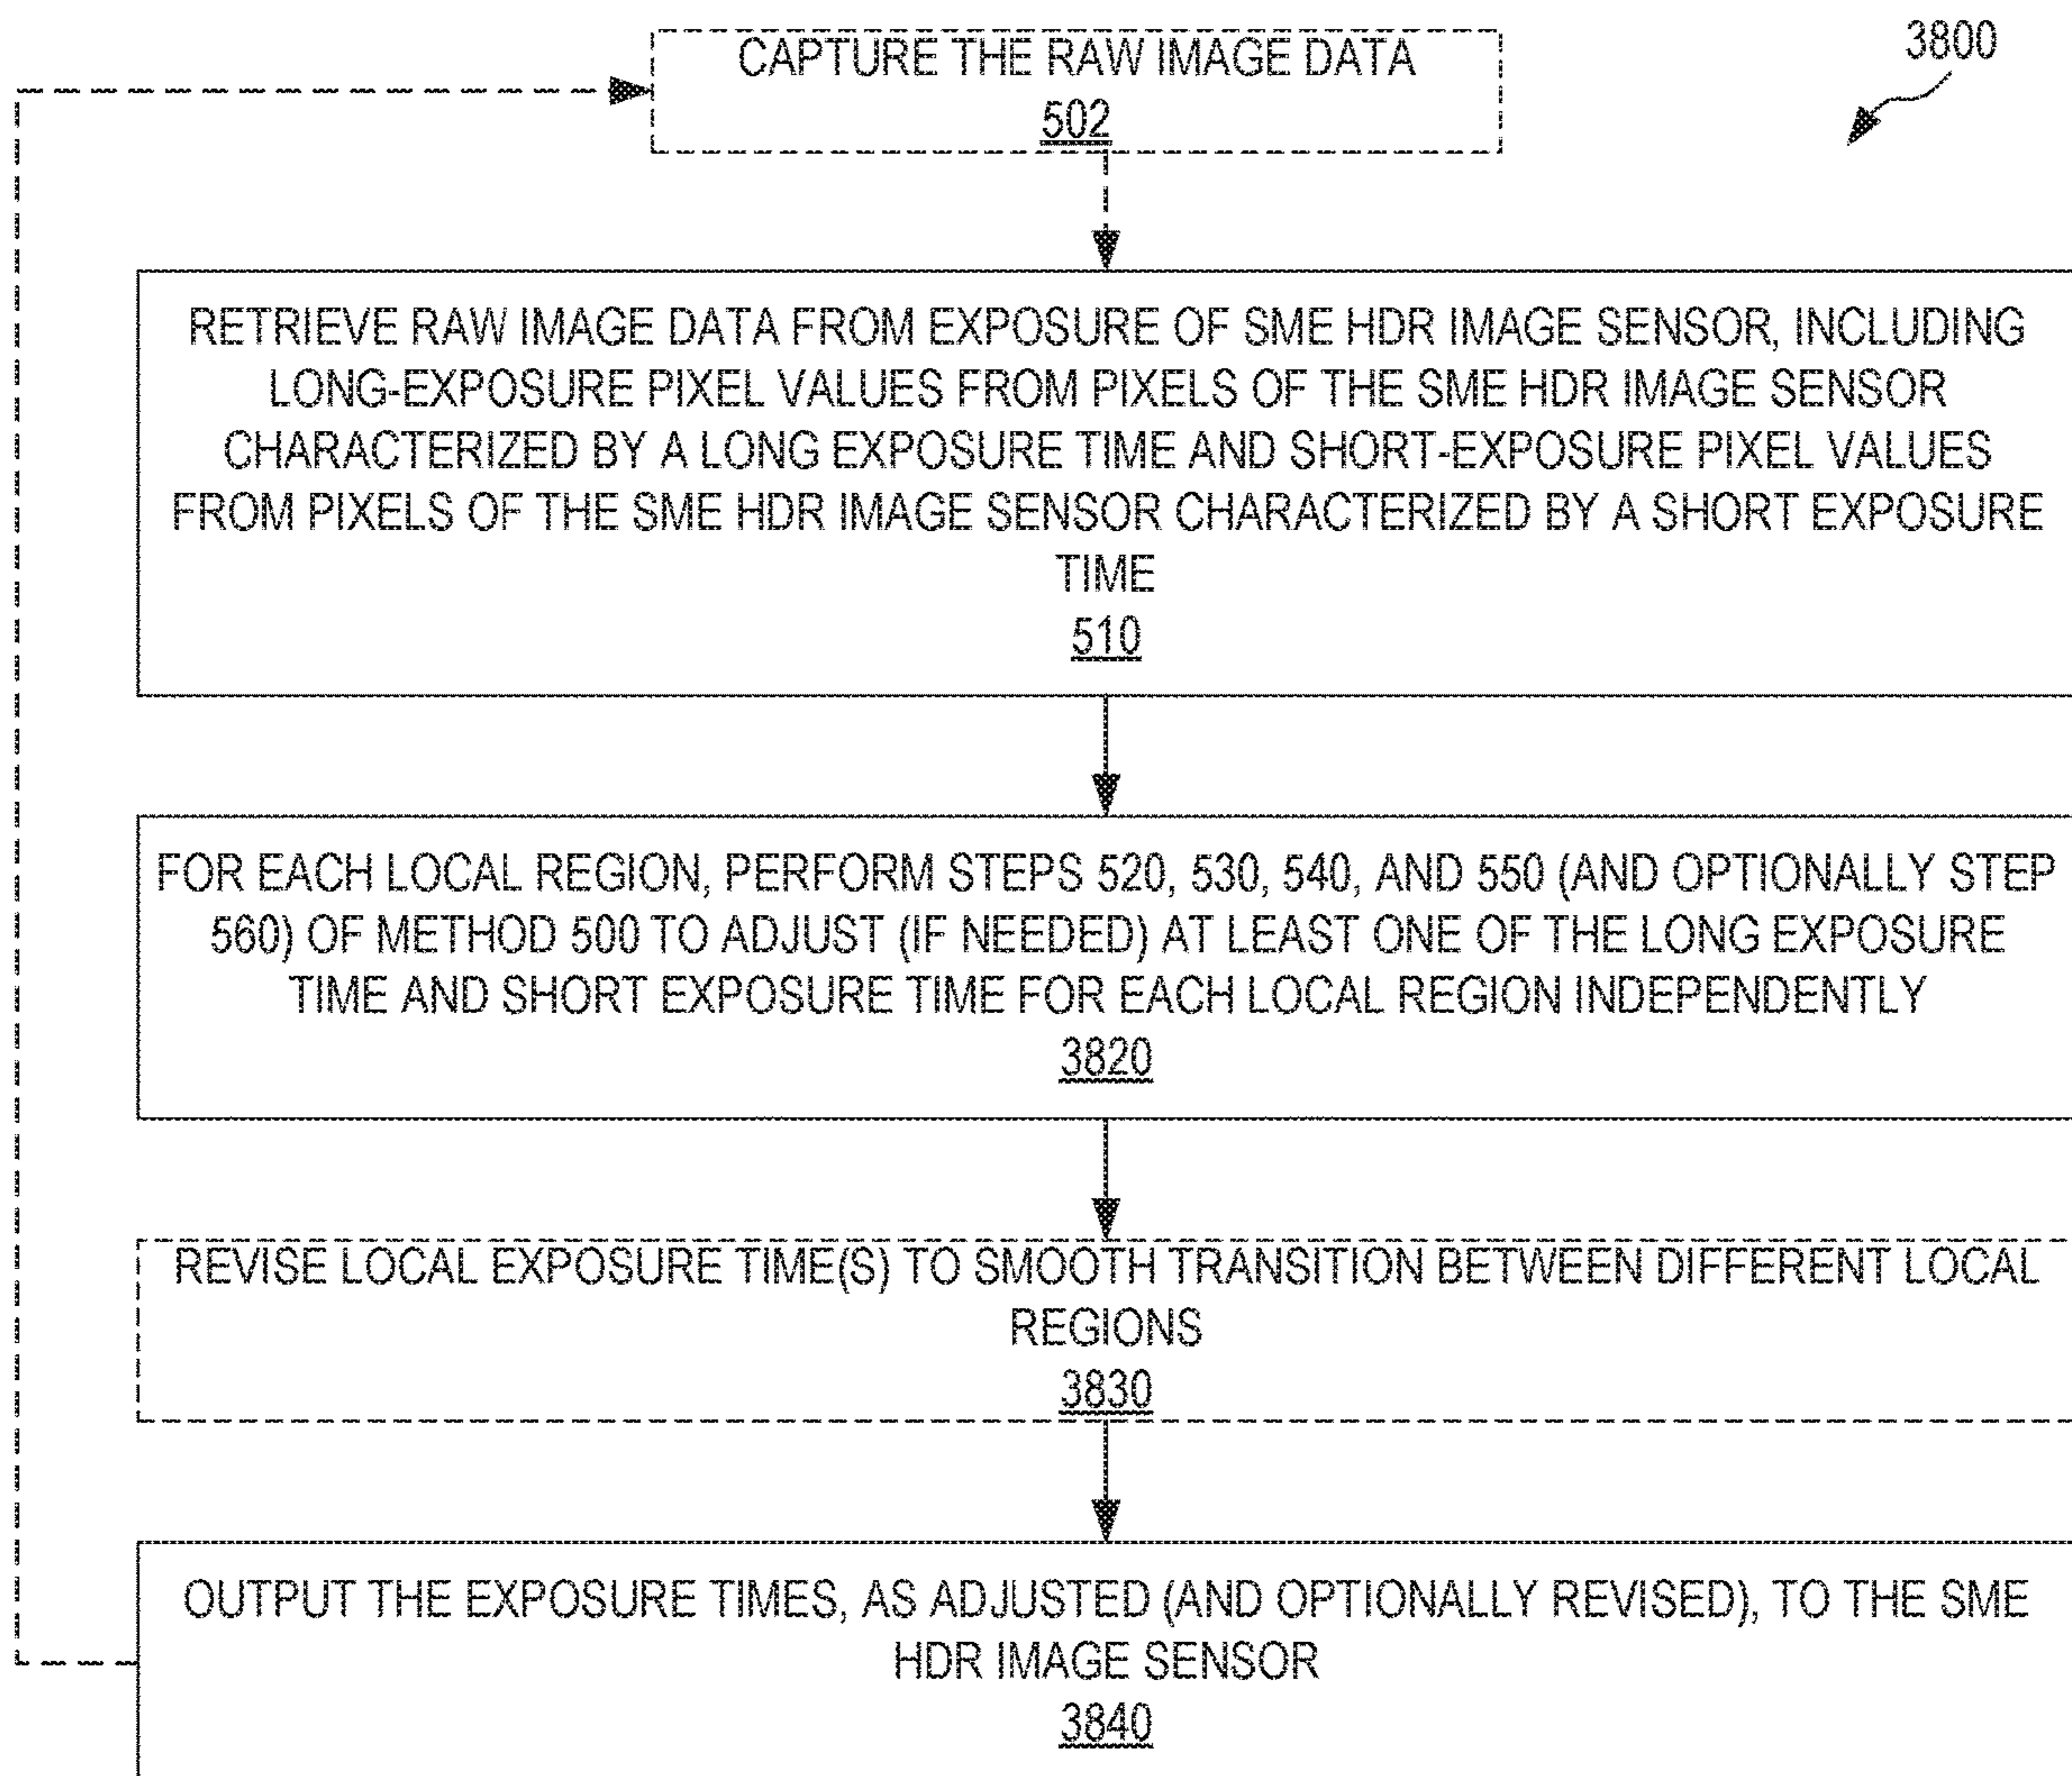 CAPTURE THE RAW IMAGE DATA
502
3800
RETRIEVE RAW IMAGE DATA FROM EXPOSURE OF SME HDR IMAGE SENSOR, INCLUDING
LONG-EXPOSURE PIXEL VALUES FROM PIXELS OF THE SME HDR IMAGE SENSOR
CHARACTERIZED BY A LONG EXPOSURE TIME AND SHORT-EXPOSURE PIXEL VALUES
FROM PIXELS OF THE SME HDR IMAGE SENSOR CHARACTERIZED BY A SHORT EXPOSURE
TIME
510
FOR EACH LOCAL REGION, PERFORM STEPS 520, 530, 540, AND 550 (AND OPTIONALLY STEP
560) OF METHOD 500 TO ADJUST (IF NEEDED) AT LEAST ONE OF THE LONG EXPOSURE
TIME AND SHORT EXPOSURE TIME FOR EACH LOCAL REGION INDEPENDENTLY
3820
REVISE LOCAL EXPOSURE TIME(S) TO SMOOTH TRANSITION BETWEEN DIFFERENT LOCAL
REGIONS
3830
OUTPUT THE EXPOSURE TIMES, AS ADJUSTED (AND OPTIONALLY REVISED), TO THE SME
HDR IMAGE SENSOR
3840